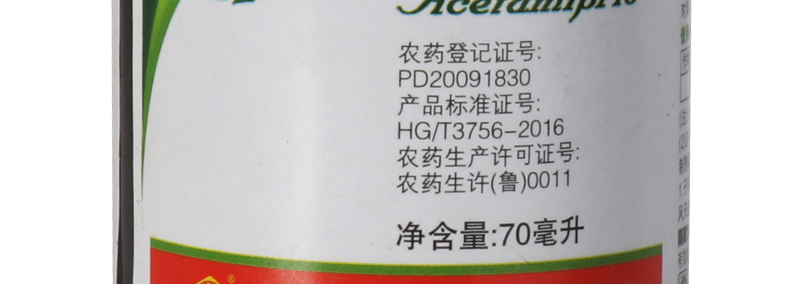 Acetamiprid
农药登记证号:
PD20091830
产品标准证号:
HG/T3756-2016
农药生产许可证号:
农药生许(鲁)0011
净含量:70毫升
®